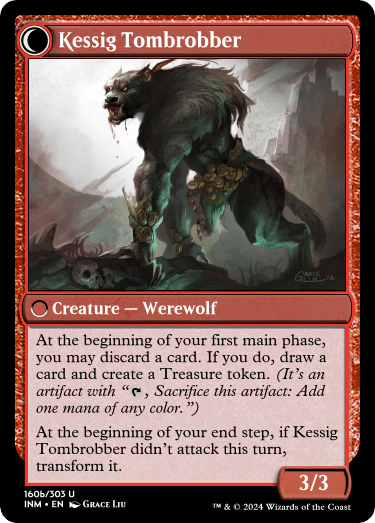 Kessig Tombrobber
GRACE
LIU '12
Creature — Werewolf
At the beginning of your first main phase,
you may discard a card. If you do, draw a
card and create a Treasure token. (It's an
artifact with “, Sacrifice this artifact: Add
one mana of any color.”)
At the beginning of your end step, if Kessig
Tombrobber didn't attack this turn,
transform it.
3/3
160b/303 U
INM • EN Grace Liu
™ & © 2024 Wizards of the Coast